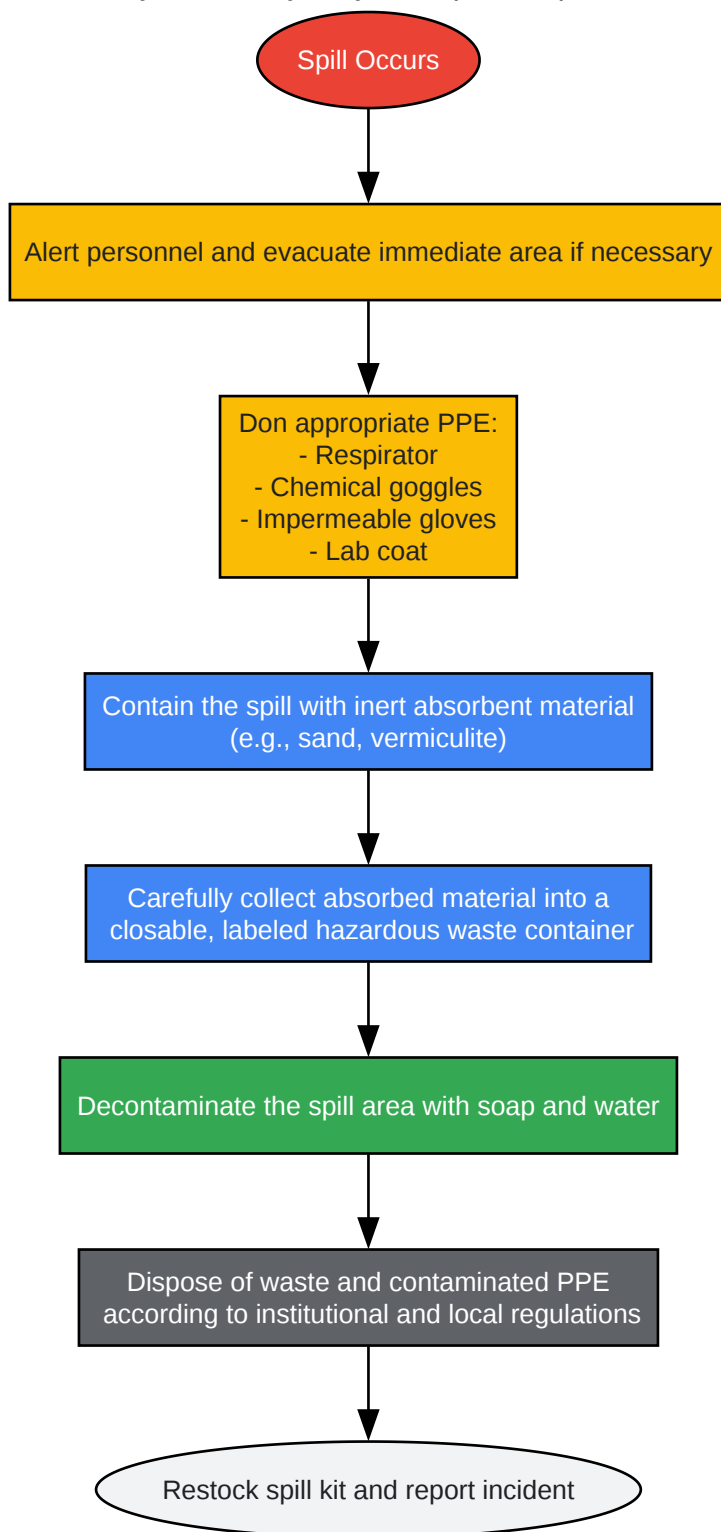 Spill Occurs
Alert personnel and evacuate immediate area if necessary
Don appropriate PPE:
- Respirator
- Chemical goggles
- Impermeable gloves
- Lab coat
Contain the spill with inert absorbent material
(e.g., sand, vermiculite)
Carefully collect absorbed material into a
closable, labeled hazardous waste container
Decontaminate the spill area with soap and water
Dispose of waste and contaminated PPE
according to institutional and local regulations
Restock spill kit and report incident